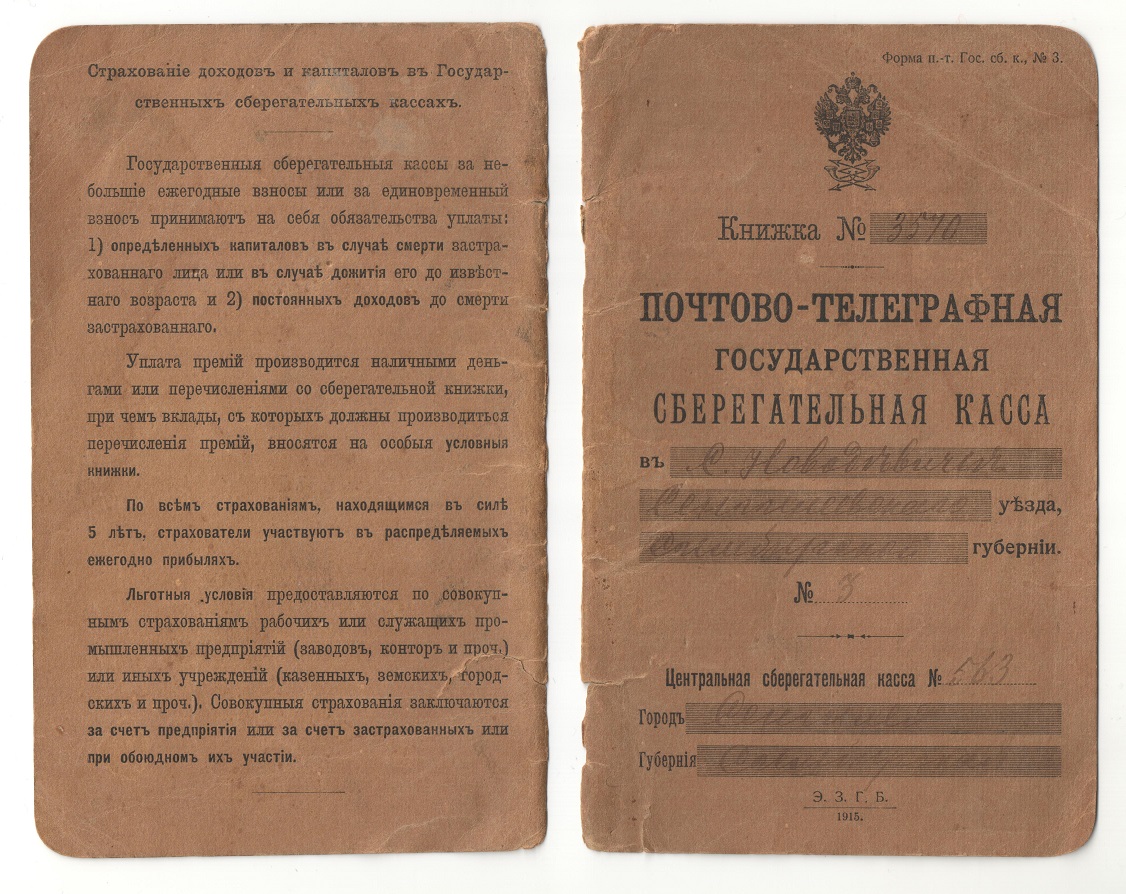 Страхованіе доходовъ и капиталовъ въ Государ-
ственныхъ сберегательныхъ кассахъ.
Государственныя сберегательныя кассы за не-
большіе ежегодные взносы или за единовременный
взносъ принимаютъ на себя обязательства уплаты:
1) опредѣленныхъ капиталовъ въ случаѣ смерти застра-
хованнаго лица или въ случаѣ дожитія его до извѣст-
наго возраста и 2) постоянныхъ доходовъ до смерти
застрахованнаго.
Уплата премій производится наличными день-
гами или перечисленіями со сберегательной книжки,
при чемъ вклады, съ которыхъ должны производиться
перечисленія премій, вносятся на особыя условныя
книжки.
По всѣмъ страхованіямъ, находящимся въ силѣ
5 лѣтъ, страхователи участвуютъ въ распредѣляемыхъ
ежегодно прибыляхъ.
Льготныя условія предоставляются по совокуп-
нымъ страхованіямъ рабочихъ или служащихъ про-
мышленныхъ предпріятій (заводовъ, конторъ и проч.)
или иныхъ учрежденій (казенныхъ, земскихъ, город-
скихъ и проч.). Совокупныя страхованія заключаются
за счетъ предпріятія или за счетъ застрахованныхъ или
при обоюдномъ ихъ участіи.
Форма п.-т. Гос. сб. к., № 3.
Книжка № 3570
ПОЧТОВО-ТЕЛЕГРАФНАЯ
ГОСУДАРСТВЕННАЯ
СБЕРЕГАТЕЛЬНАЯ КАССА
въ с. Новодѣвичье
Сенгилеевскаго уѣзда,
Симбирской губерніи.
№ 3
Центральная сберегательная касса № 563
Городъ Сенгилей
Губернія
Э. З. Г. Б.
1915.